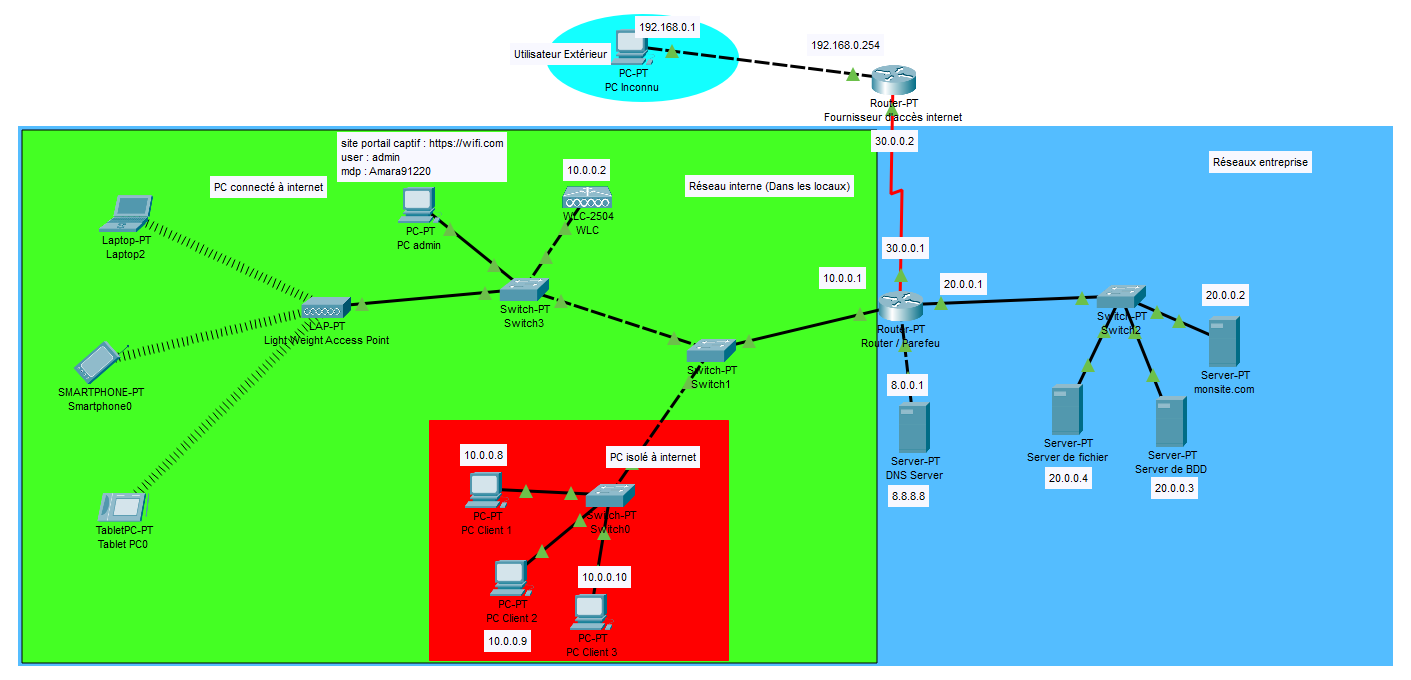 192.168.0.1
Utilisateur Extérieur
PC-PT
PC Inconnu
192.168.0.254
Router-PT
Fournisseur d'accès internet
30.0.0.2
Réseaux entreprise
site portail captif : https://wifi.com
user : admin
mdp : Amara91220
10.0.0.2
PC connecté à internet
Réseau interne (Dans les locaux)
Laptop-PT
Laptop2
PC-PT
PC admin
WLC-2504
WLC
30.0.0.1
10.0.0.1
20.0.0.1
20.0.0.2
Switch-PT
Switch3
LAP-PT
Light Weight Access Point
Router-PT
Router / Parefeu
Switch-PT
Switch2
Switch-PT
Switch1
Server-PT
monsite.com
8.0.0.1
SMARTPHONE-PT
Smartphone0
Server-PT
DNS Server
8.8.8.8
Server-PT
Server de fichier
20.0.0.4
Server-PT
Server de BDD
20.0.0.3
10.0.0.8
PC isolé à internet
PC-PT
PC Client 1
Switch-PT
Switch0
TabletPC-PT
Tablet PC0
10.0.0.10
PC-PT
PC Client 2
10.0.0.9
PC-PT
PC Client 3